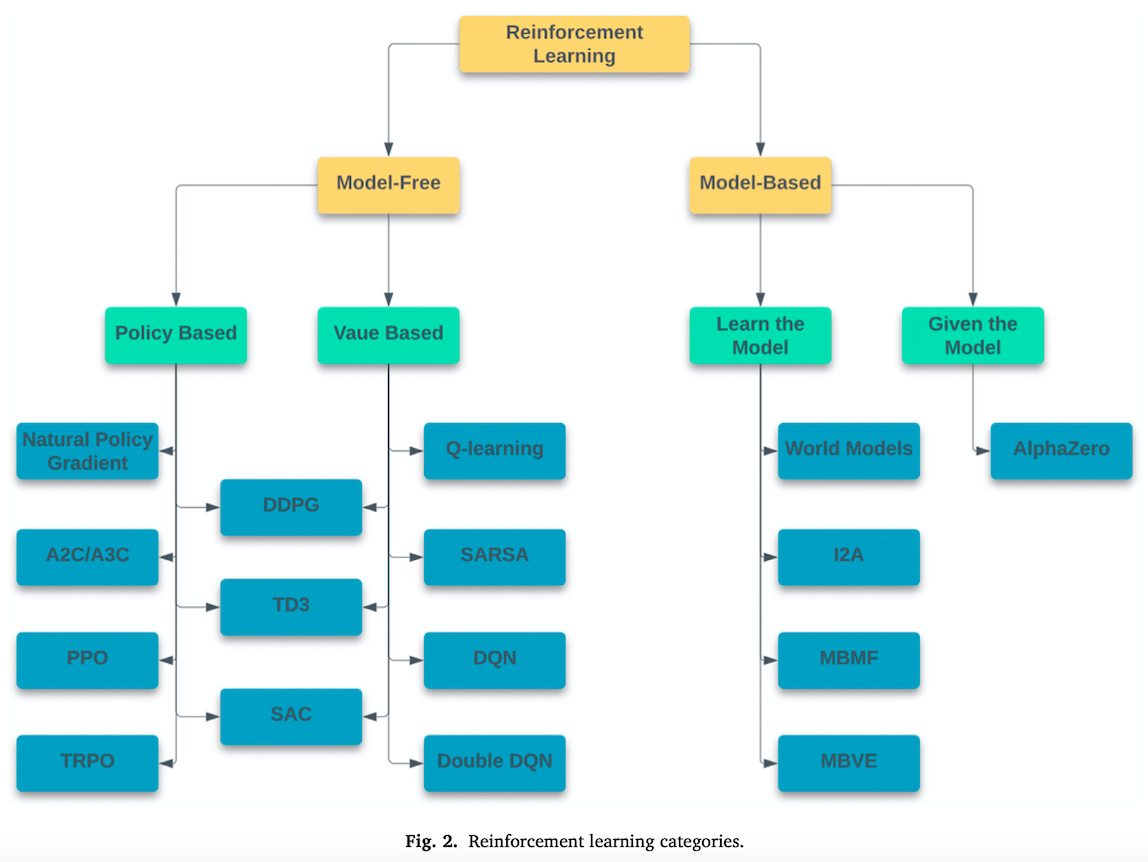 Reinforcement
Learning
Model-Free
Model-Based
Policy Based
Vaue Based
Learn the
Model
Given the
Model
Natural Policy
Gradient
Q-learning
World Models
AlphaZero
DDPG
A2C/A3C
SARSA
I2A
TD3
PPO
DQN
MBMF
SAC
TRPO
Double DQN
MBVE
Fig. 2. Reinforcement learning categories.